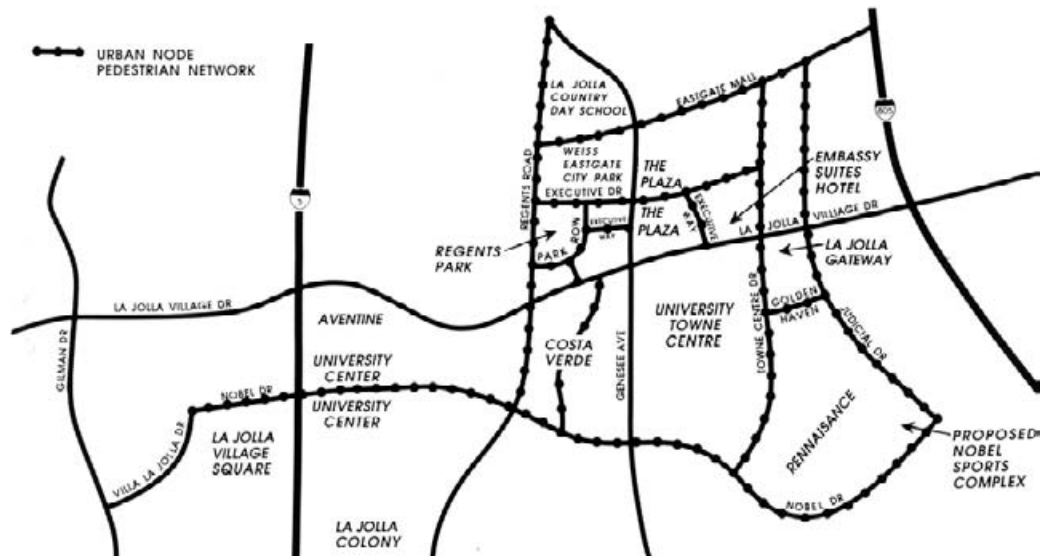 URBAN NODE
PEDESTRIAN NETWORK
LA JOLLA
COUNTRY
DAY SCHOOL
EASTGATE MALL
805
5
REGENTS ROAD
WEISS
EASTGATE
CITY PARK
THE PLAZA
EMBASSY
SUITES
HOTEL
EXECUTIVE DR
THE
PLAZA
EXECUTIVE
WAY
EXECUTIVE
WAY
LA JOLLA VILLIAGE DR
REGENTS
PARK
PARK
ROW
LA JOLLA
GATEWAY
LA JOLLA VILLAGE DR
AVENTINE
UNIVERSITY
TOWNE
CENTRE
TOWNE CENTRE DR
GOLDEN
HAVEN
JUDICIAL DR
GILMAN DR
COSTA
VERDE
GENESEE AVE
UNIVERSITY
CENTER
NOBEL DR
UNIVERSITY
CENTER
LA JOLLA
VILLAGE
SQUARE
VILLA LA JOLLA DR
RENNAISANCE
PROPOSED
NOBEL
SPORTS
COMPLEX
NOBEL DR
LA JOLLA
COLONY